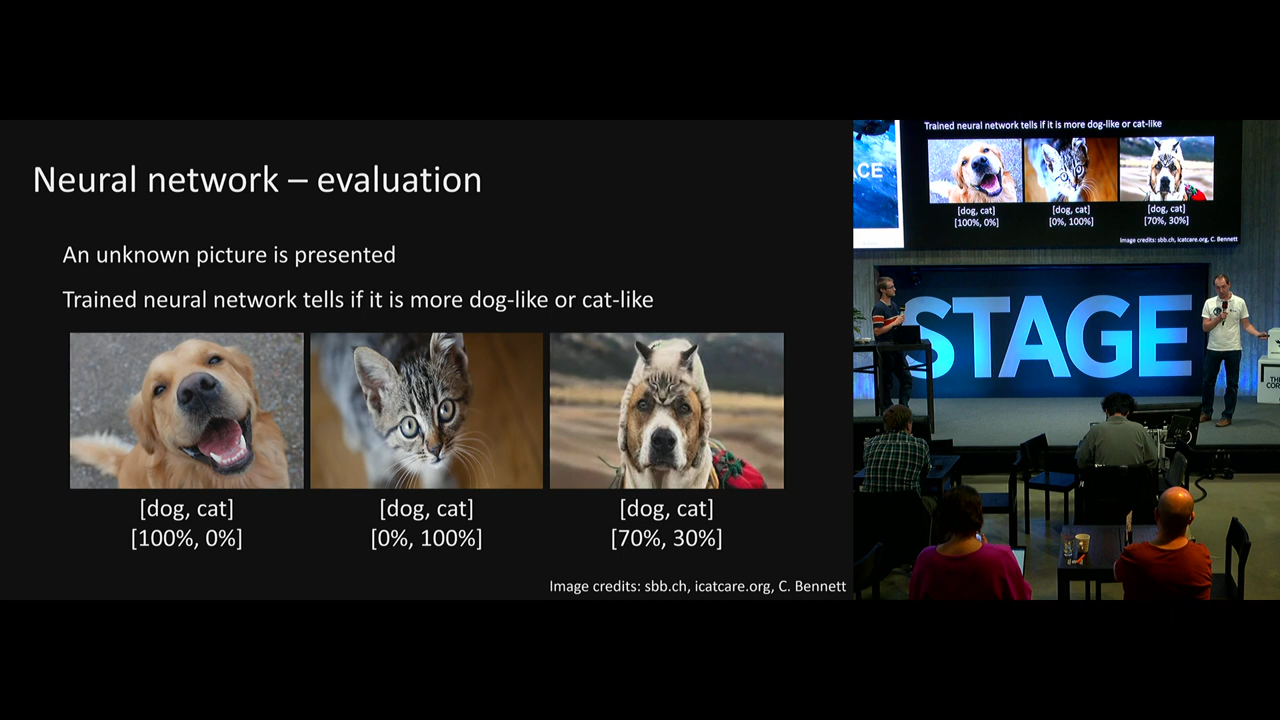 Neural network – evaluation
An unknown picture is presented
Trained neural network tells if it is more dog-like or cat-like
[dog, cat]
[100%, 0%]
[dog, cat]
[0%, 100%]
[dog, cat]
[70%, 30%]
Image credits: sbb.ch, icatcare.org, C. Bennett
Trained neural network tells if it is more dog-like or cat-like
[dog, cat]
[100%, 0%]
[dog, cat]
[0%, 100%]
[dog, cat]
[70%, 30%]
Image credits: sbb.ch, icatcare.org, C. Bennett
STAGE